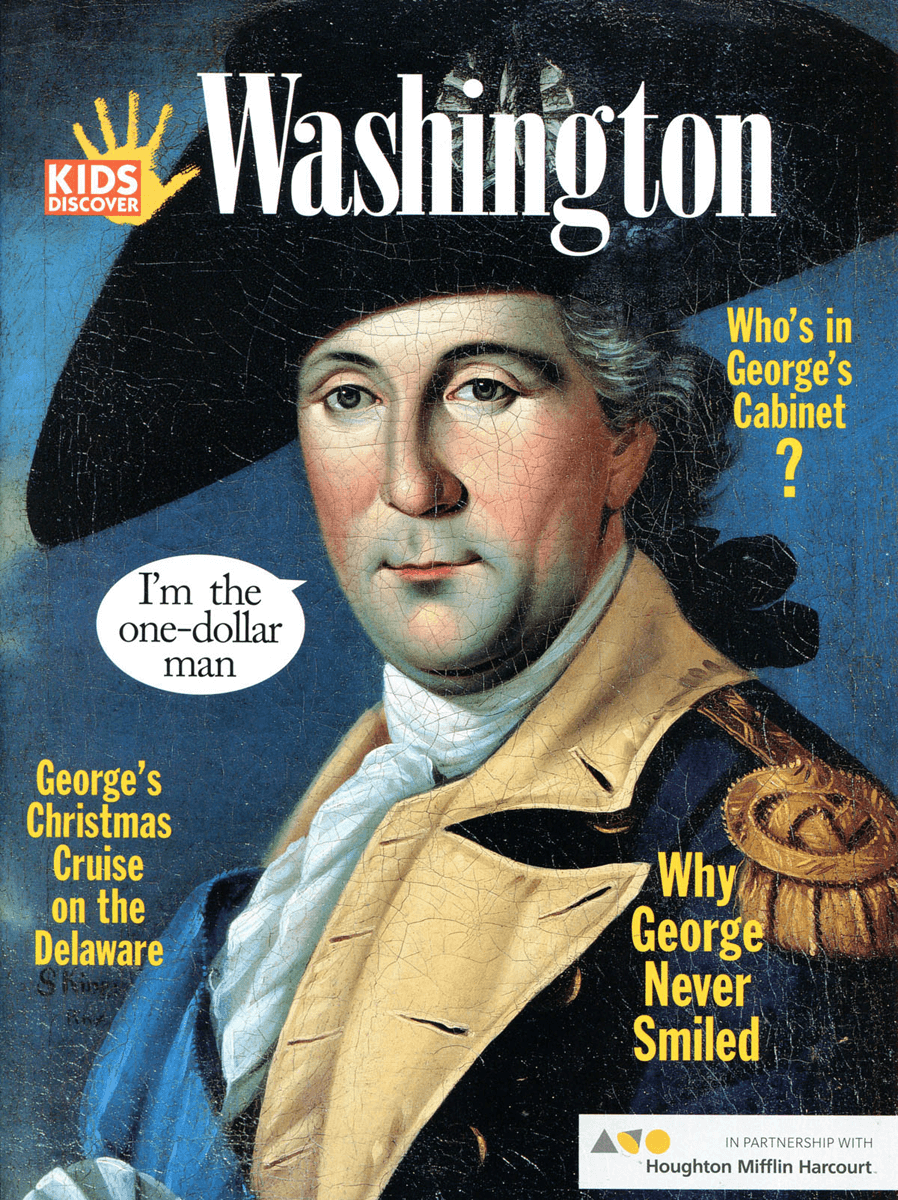 Washington
KIDS
DISCOVER
Who's in
George's
Cabinet
?
I'm the
one-dollar
man
George's
Christmas
Cruise
on the
Delaware
Why
George
Never
Smiled
IN PARTNERSHIP WITH
Houghton Mifflin Harcourt